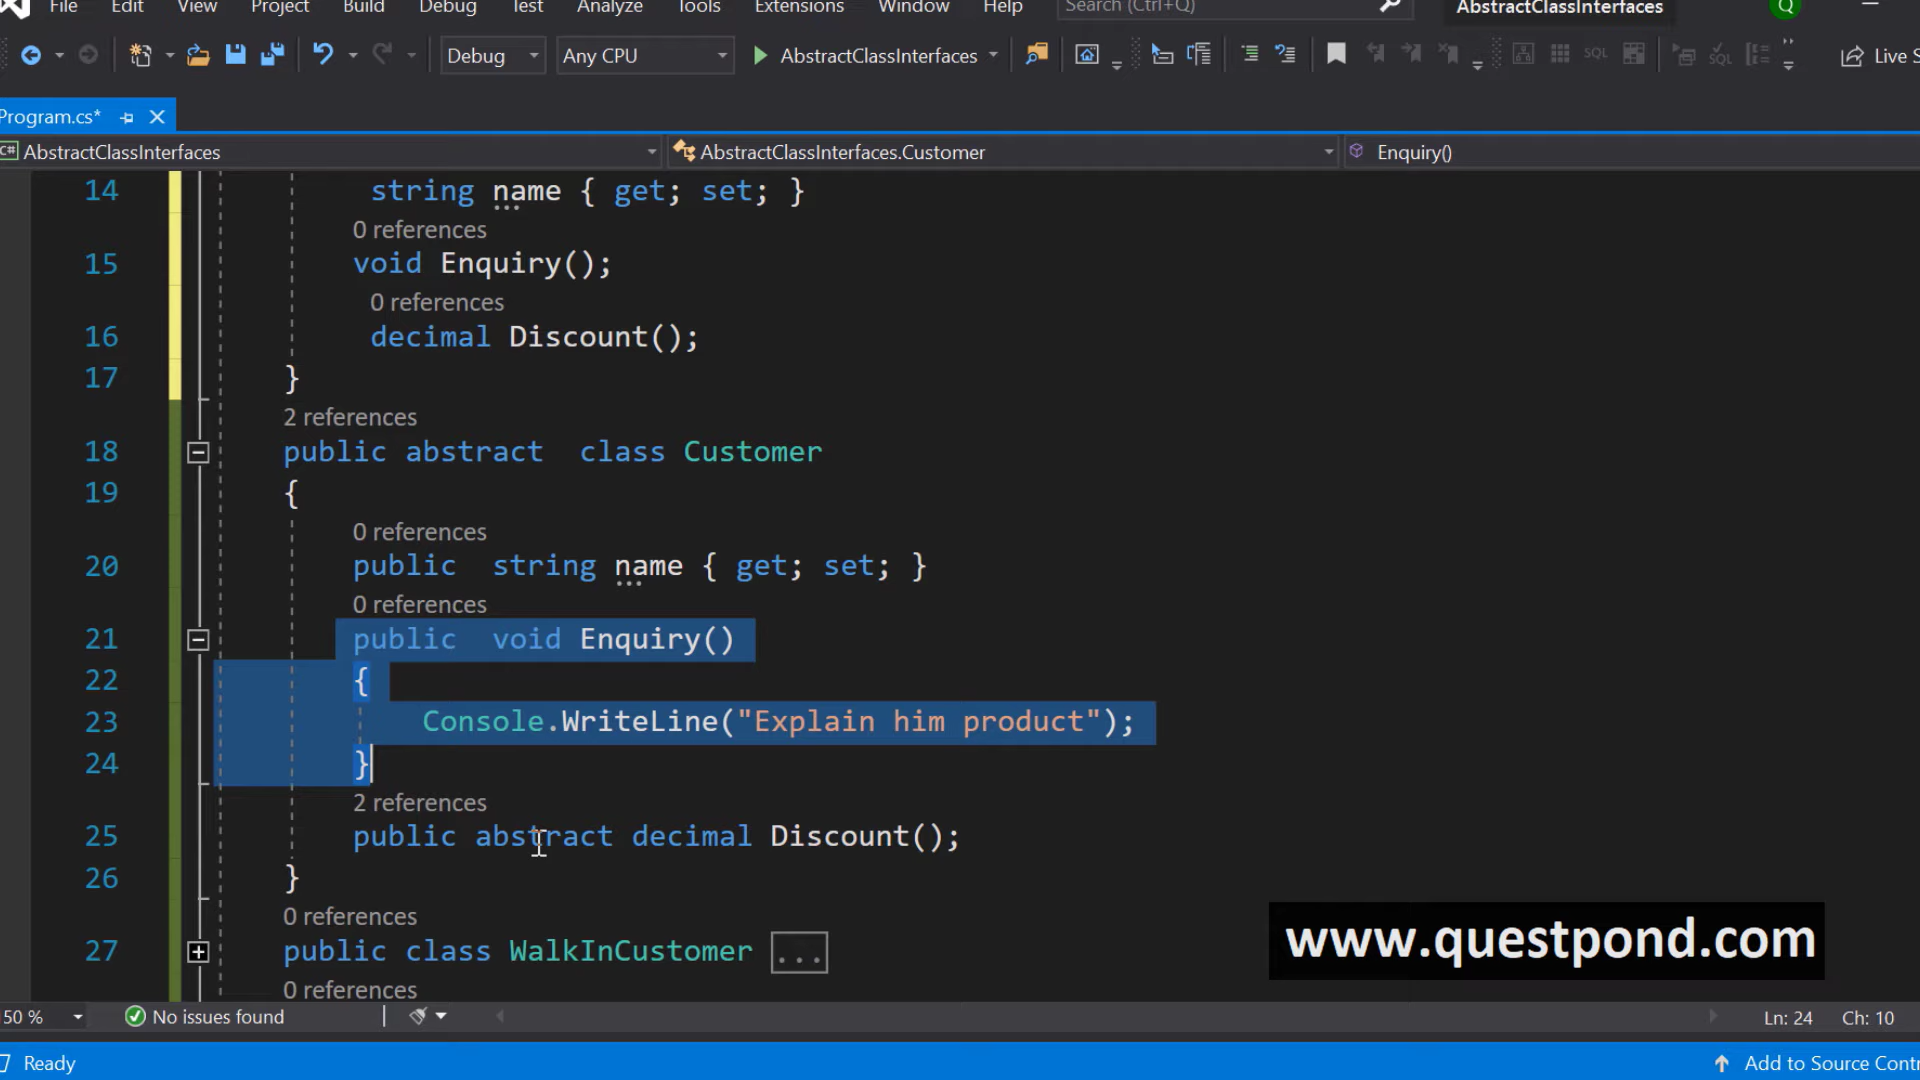 File Edit View Project Build Debug Test Analyze Tools Extensions Window Help Search (Ctrl+Q) AbstractClassInterfaces Q
Debug Any CPU AbstractClassInterfaces SQL SQL Live S
Program.cs*
C# AbstractClassInterfaces AbstractClassInterfaces.Customer Enquiry()
14 string name { get; set; }
0 references
15 void Enquiry();
0 references
16 decimal Discount();
17 }
2 references
18 public abstract class Customer
19 {
0 references
20 public string name { get; set; }
0 references
21 public void Enquiry()
22 {
23 Console.WriteLine("Explain him product");
24 }
2 references
25 public abstract decimal Discount();
26 }
0 references
27 public class WalkInCustomer ...
0 references
www.questpond.com
50 % No issues found Ln: 24 Ch: 10
Ready Add to Source Contr